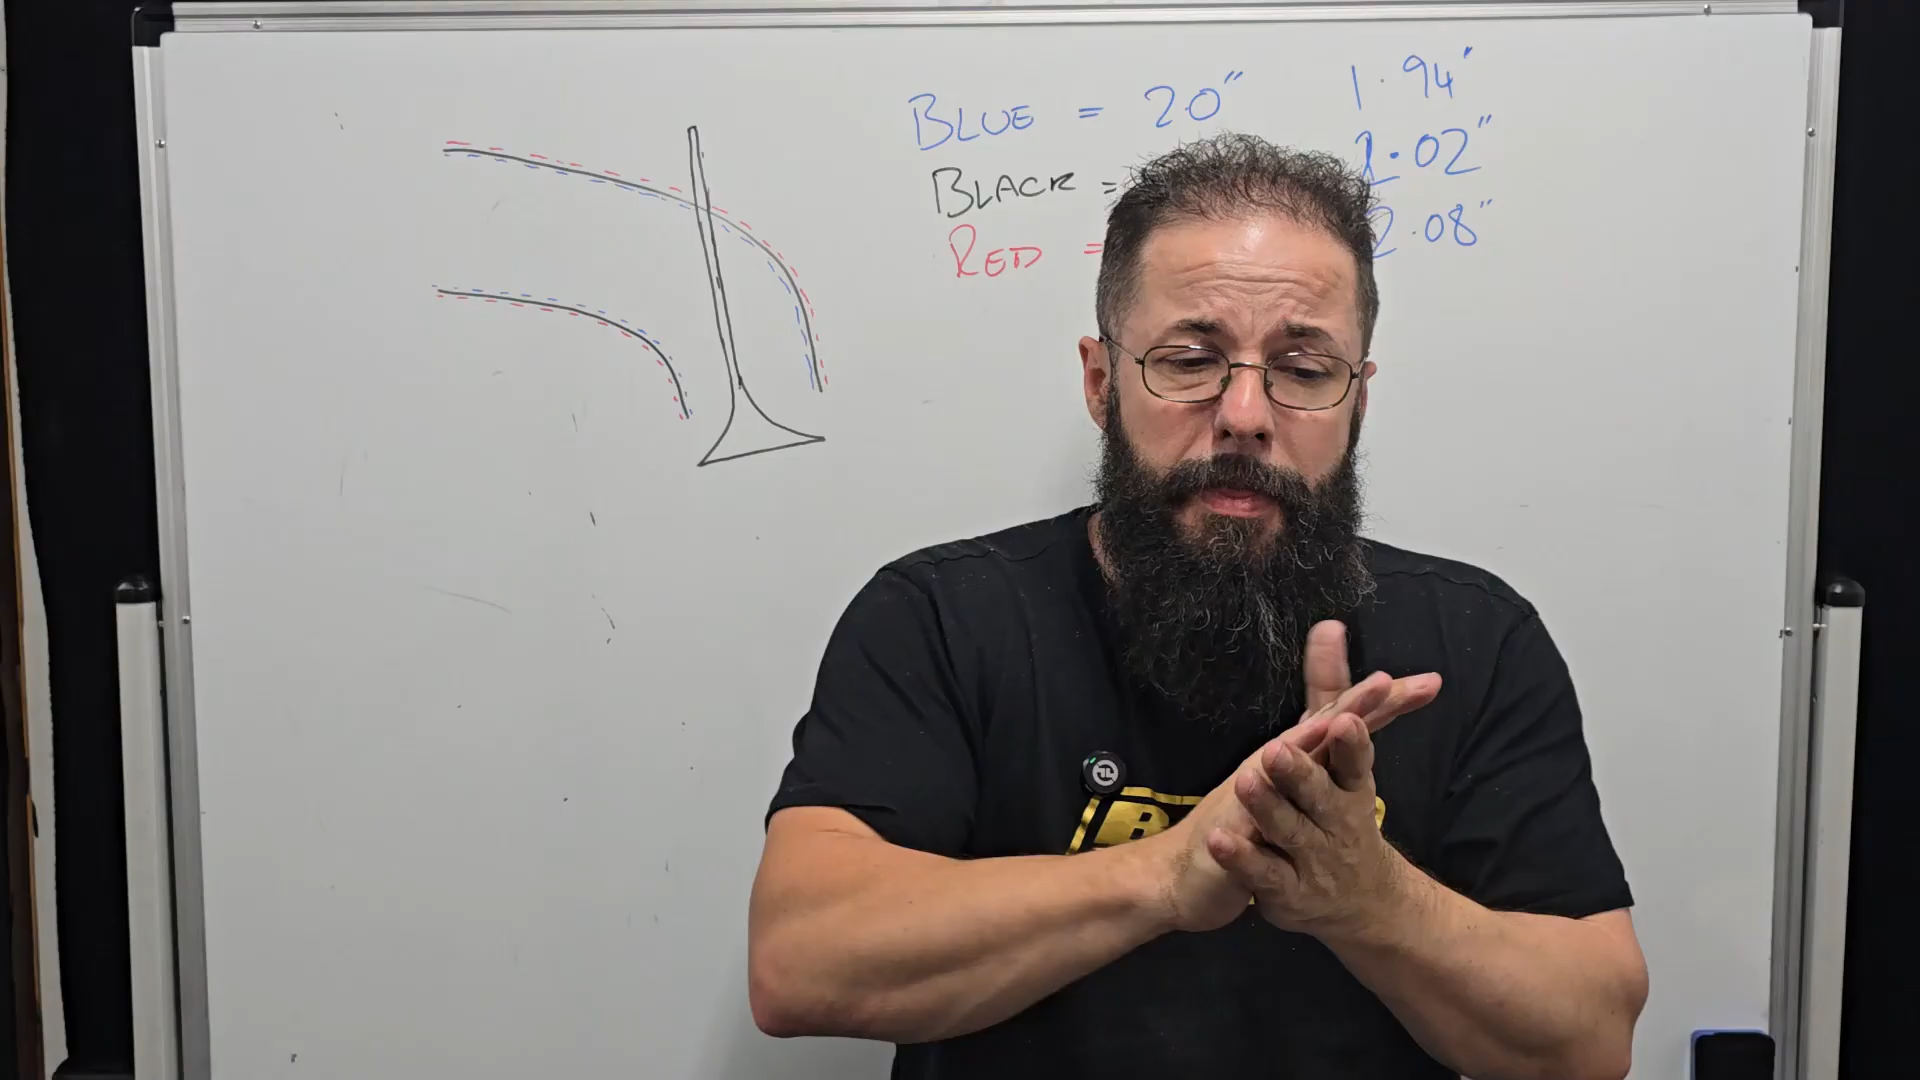 BLUE = 20" 1.94"
BLACK = 2.02"
RED = 2.08"